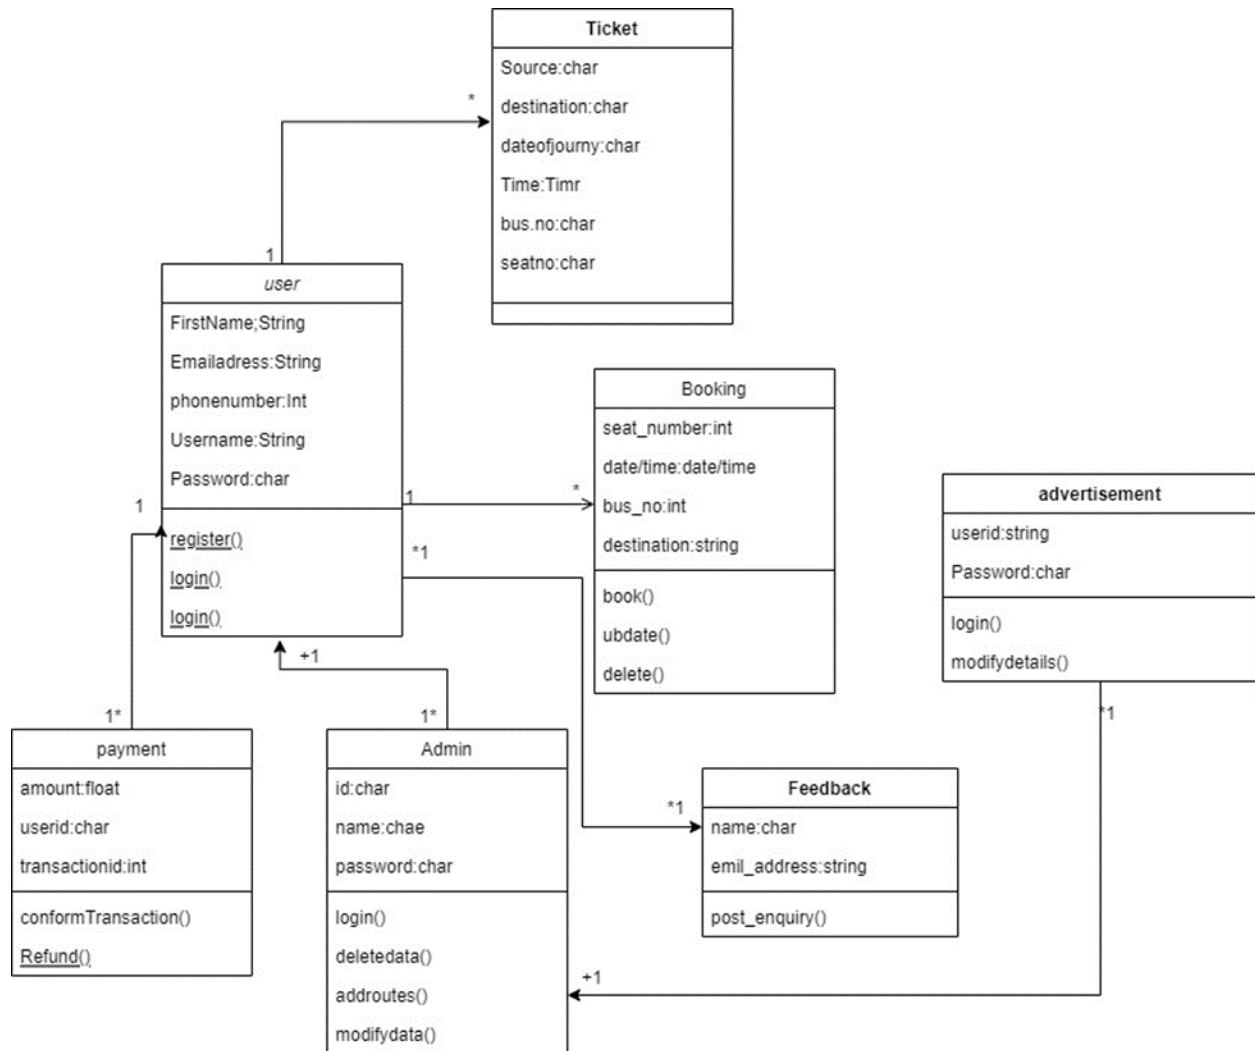 Ticket
Source:char
destination:char
dateofjourny:char
Time:Timr
bus.no:char
seatno:char
*
1
user
FirstName;String
Emailadress:String
phonenumber:Int
Username:String
Password:char
register()
login()
login()
1
*
Booking
seat_number:int
date/time:date/time
bus_no:int
destination:string
book()
ubdate()
delete()
advertisement
userid:string
Password:char
login()
modifydetails()
1
*1
+1
1*
1*
*1
payment
amount:float
userid:char
transactionid:int
conformTransaction()
Refund()
Admin
id:char
name:chae
password:char
login()
deletedata()
addroutes()
modifydata()
*1
Feedback
name:char
emil_address:string
post_enquiry()
+1